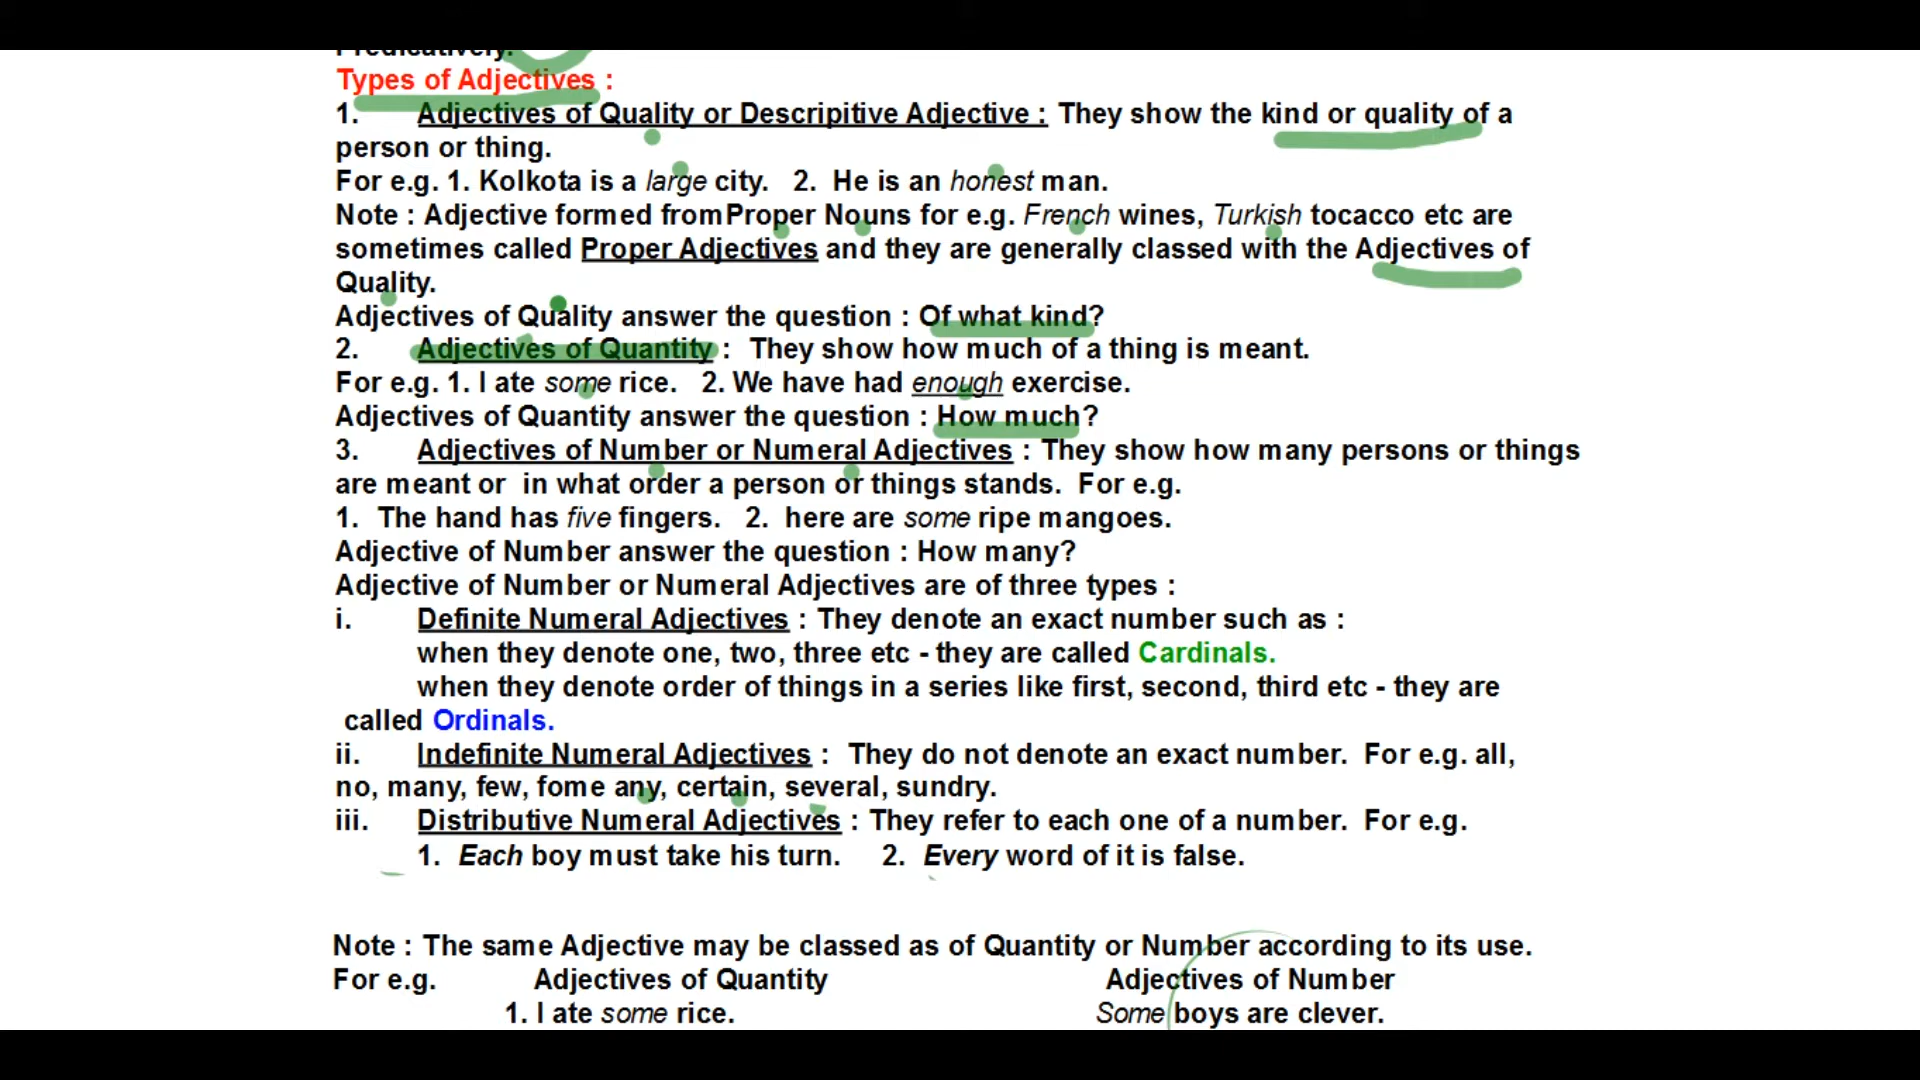 Predicatively.
Types of Adjectives :
1. Adjectives of Quality or Descripitive Adjective : They show the kind or quality of a
person or thing.
For e.g. 1. Kolkota is a large city. 2. He is an honest man.
Note : Adjective formed fromProper Nouns for e.g. French wines, Turkish tocacco etc are
sometimes called Proper Adjectives and they are generally classed with the Adjectives of
Quality.
Adjectives of Quality answer the question : Of what kind?
2. Adjectives of Quantity : They show how much of a thing is meant.
For e.g. 1. I ate some rice. 2. We have had enough exercise.
Adjectives of Quantity answer the question : How much?
3. Adjectives of Number or Numeral Adjectives : They show how many persons or things
are meant or in what order a person or things stands. For e.g.
1. The hand has five fingers. 2. here are some ripe mangoes.
Adjective of Number answer the question : How many?
Adjective of Number or Numeral Adjectives are of three types :
i. Definite Numeral Adjectives : They denote an exact number such as :
when they denote one, two, three etc - they are called Cardinals.
when they denote order of things in a series like first, second, third etc - they are
called Ordinals.
ii. Indefinite Numeral Adjectives : They do not denote an exact number. For e.g. all,
no, many, few, fome any, certain, several, sundry.
iii. Distributive Numeral Adjectives : They refer to each one of a number. For e.g.
1. Each boy must take his turn. 2. Every word of it is false.
Note : The same Adjective may be classed as of Quantity or Number according to its use.
For e.g. Adjectives of Quantity Adjectives of Number
1. I ate some rice. Some boys are clever.